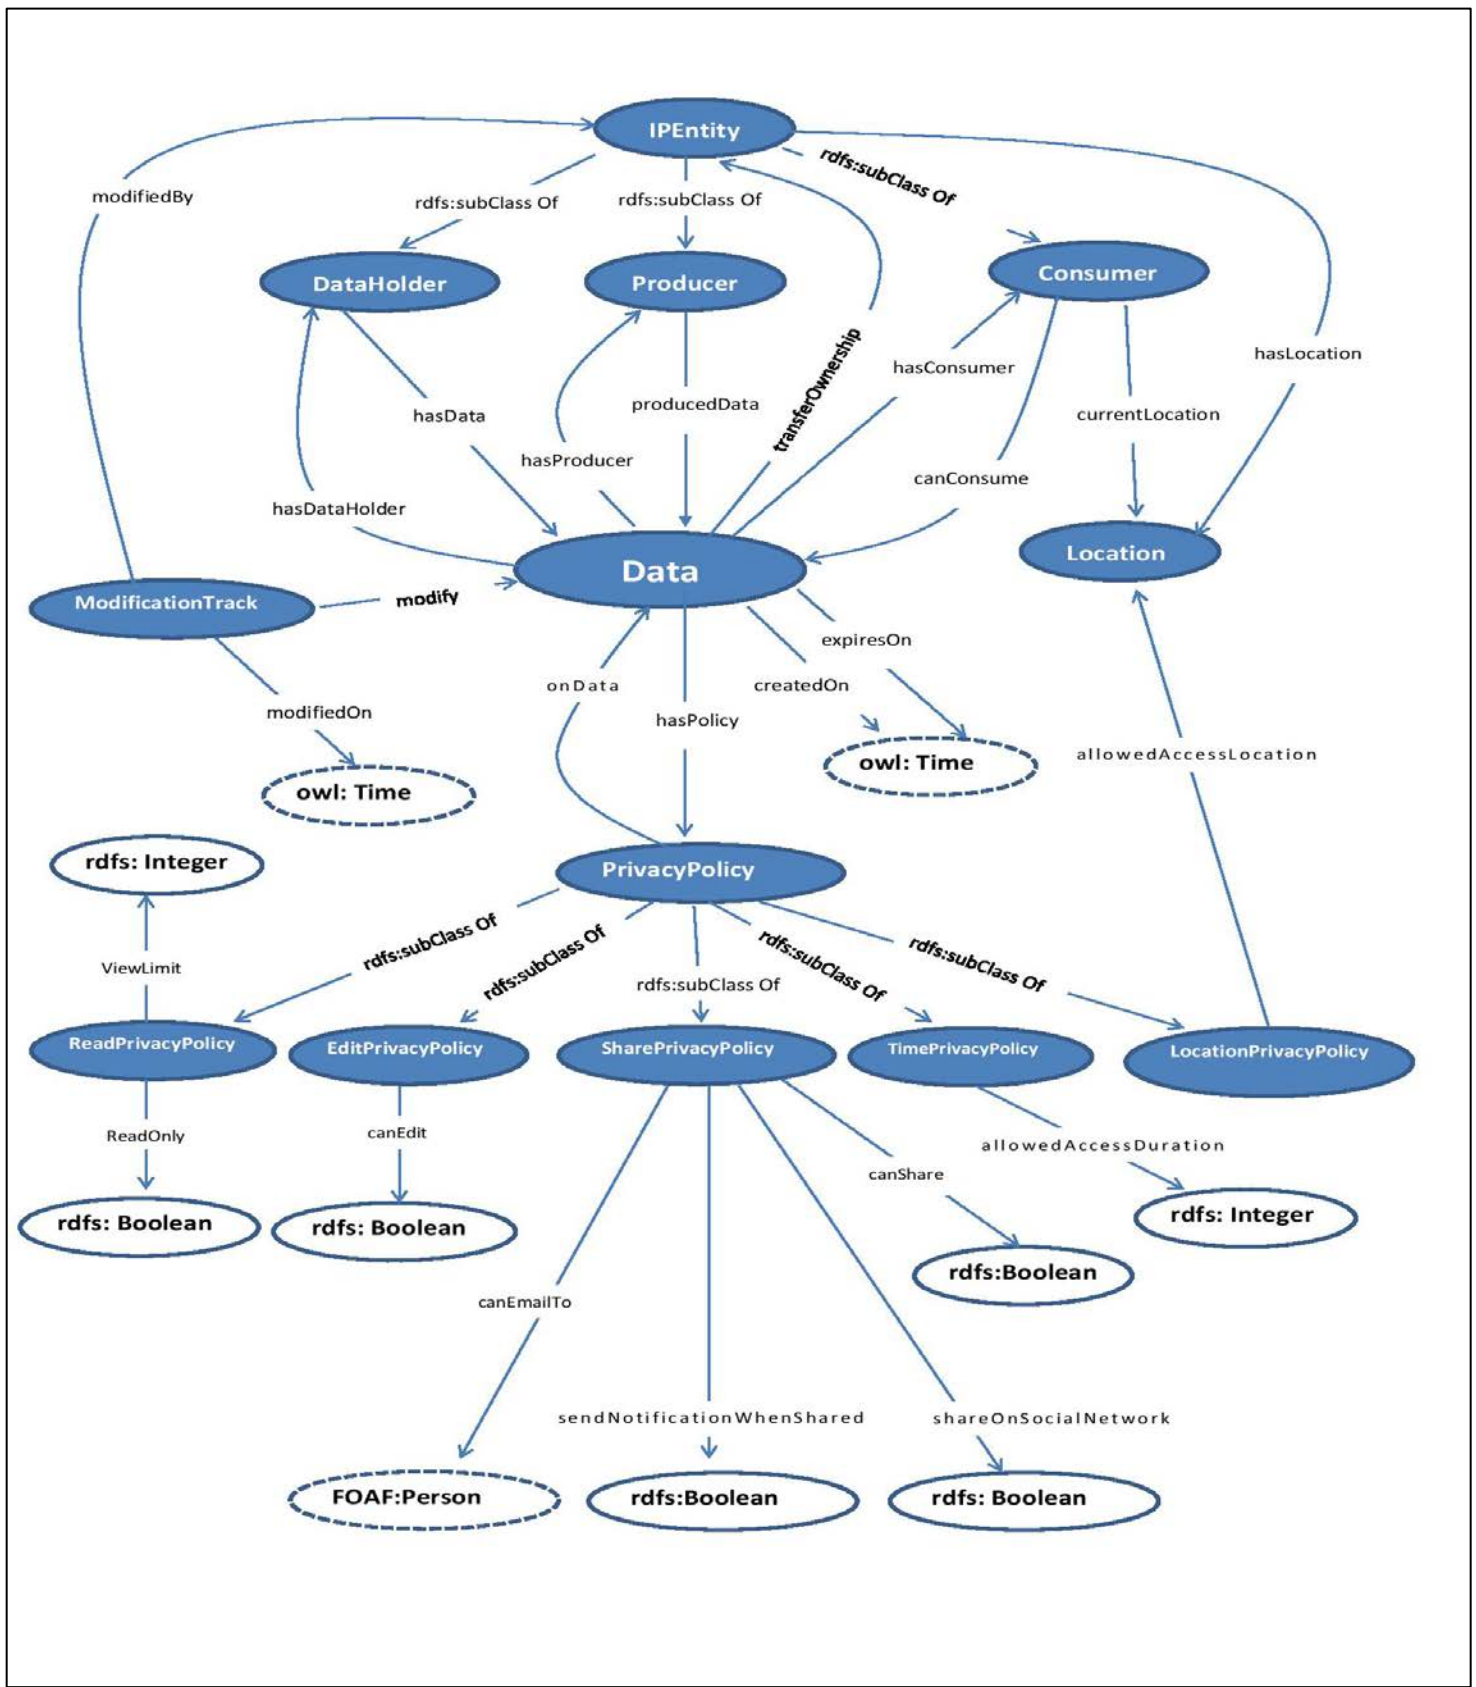 IPEntity
rdfs:subClass Of
modifiedBy
rdfs:subClass Of
rdfs:subClass Of
DataHolder
Producer
Consumer
transferOwnership
hasLocation
hasConsumer
producedData
hasData
currentLocation
hasProducer
canConsume
hasDataHolder
Location
Data
ModificationTrack
modify
expiresOn
onData
createdOn
modifiedOn
hasPolicy
allowedAccessLocation
owl: Time
owl: Time
rdfs: Integer
PrivacyPolicy
rdfs:subClass Of
rdfs:subClass Of
rdfs:subClass Of
rdfs:subClass Of
rdfs:subClass Of
ViewLimit
ReadPrivacyPolicy
EditPrivacyPolicy
SharePrivacyPolicy
TimePrivacyPolicy
LocationPrivacyPolicy
ReadOnly
canEdit
allowedAccessDuration
canShare
rdfs: Boolean
rdfs: Boolean
rdfs: Integer
rdfs:Boolean
canEmailTo
sendNotificationWhenShared
shareOnSocialNetwork
FOAF:Person
rdfs:Boolean
rdfs: Boolean